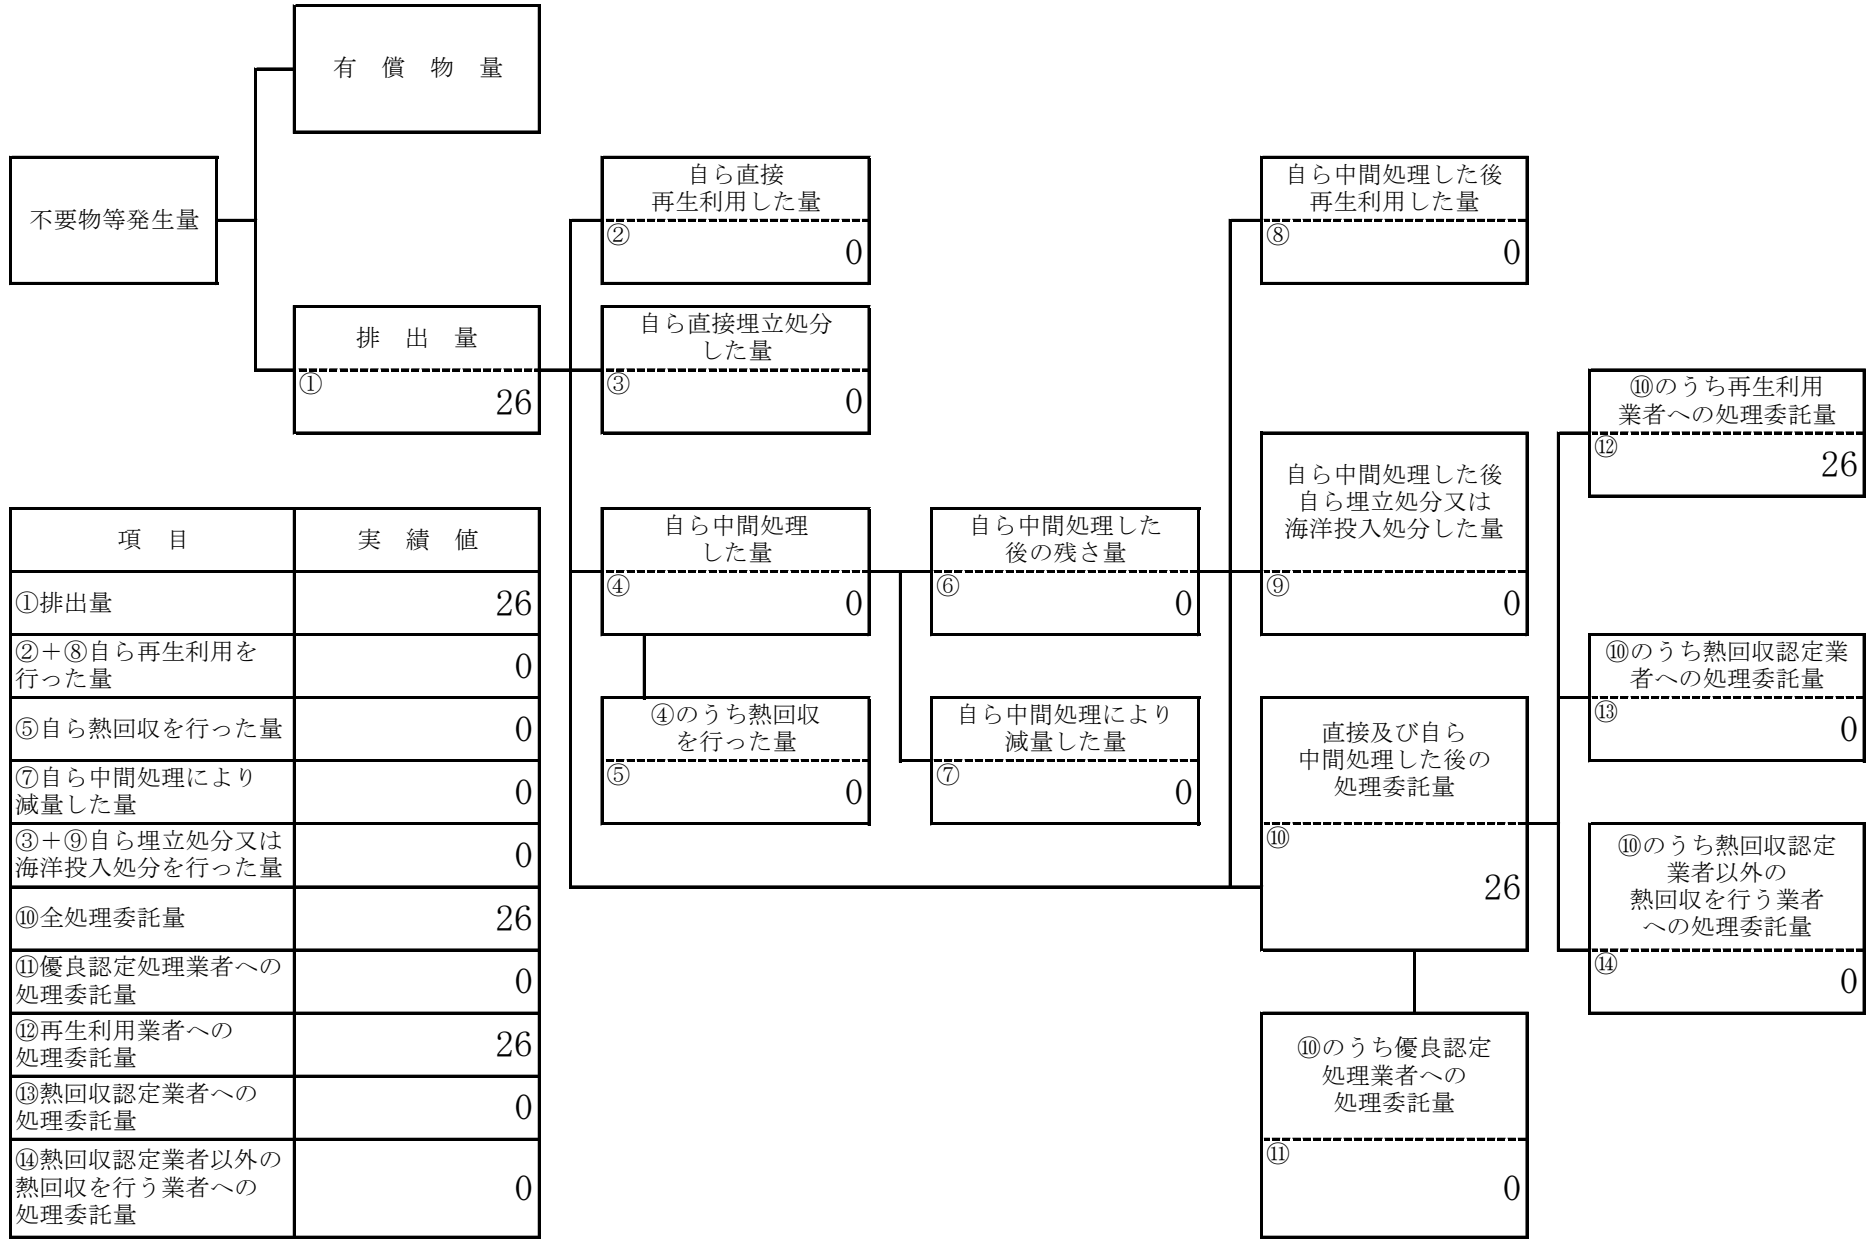 有　償　物　量
不要物等発生量
排　出　量
①
26
自ら直接
再生利用した量
②
0
自ら直接埋立処分
した量
③
0
自ら中間処理
した量
④
0
④のうち熱回収
を行った量
⑤
0
自ら中間処理した
後の残さ量
⑥
0
自ら中間処理により
減量した量
⑦
0
自ら中間処理した後
再生利用した量
⑧
0
自ら中間処理した後
自ら埋立処分又は
海洋投入処分した量
⑨
0
直接及び自ら
中間処理した後の
処理委託量
⑩
26
⑩のうち優良認定
処理業者への
処理委託量
⑪
0
⑩のうち再生利用
業者への処理委託量
⑫
26
⑩のうち熱回収認定業
者への処理委託量
⑬
0
⑩のうち熱回収認定
業者以外の
熱回収を行う業者
への処理委託量
⑭
0
項　目
実　績　値
①排出量
26
②＋⑧自ら再生利用を
行った量
0
⑤自ら熱回収を行った量
0
⑦自ら中間処理により
減量した量
0
③＋⑨自ら埋立処分又は
海洋投入処分を行った量
0
⑩全処理委託量
26
⑪優良認定処理業者への
処理委託量
0
⑫再生利用業者への
処理委託量
26
⑬熱回収認定業者への
処理委託量
0
⑭熱回収認定業者以外の
熱回収を行う業者への
処理委託量
0